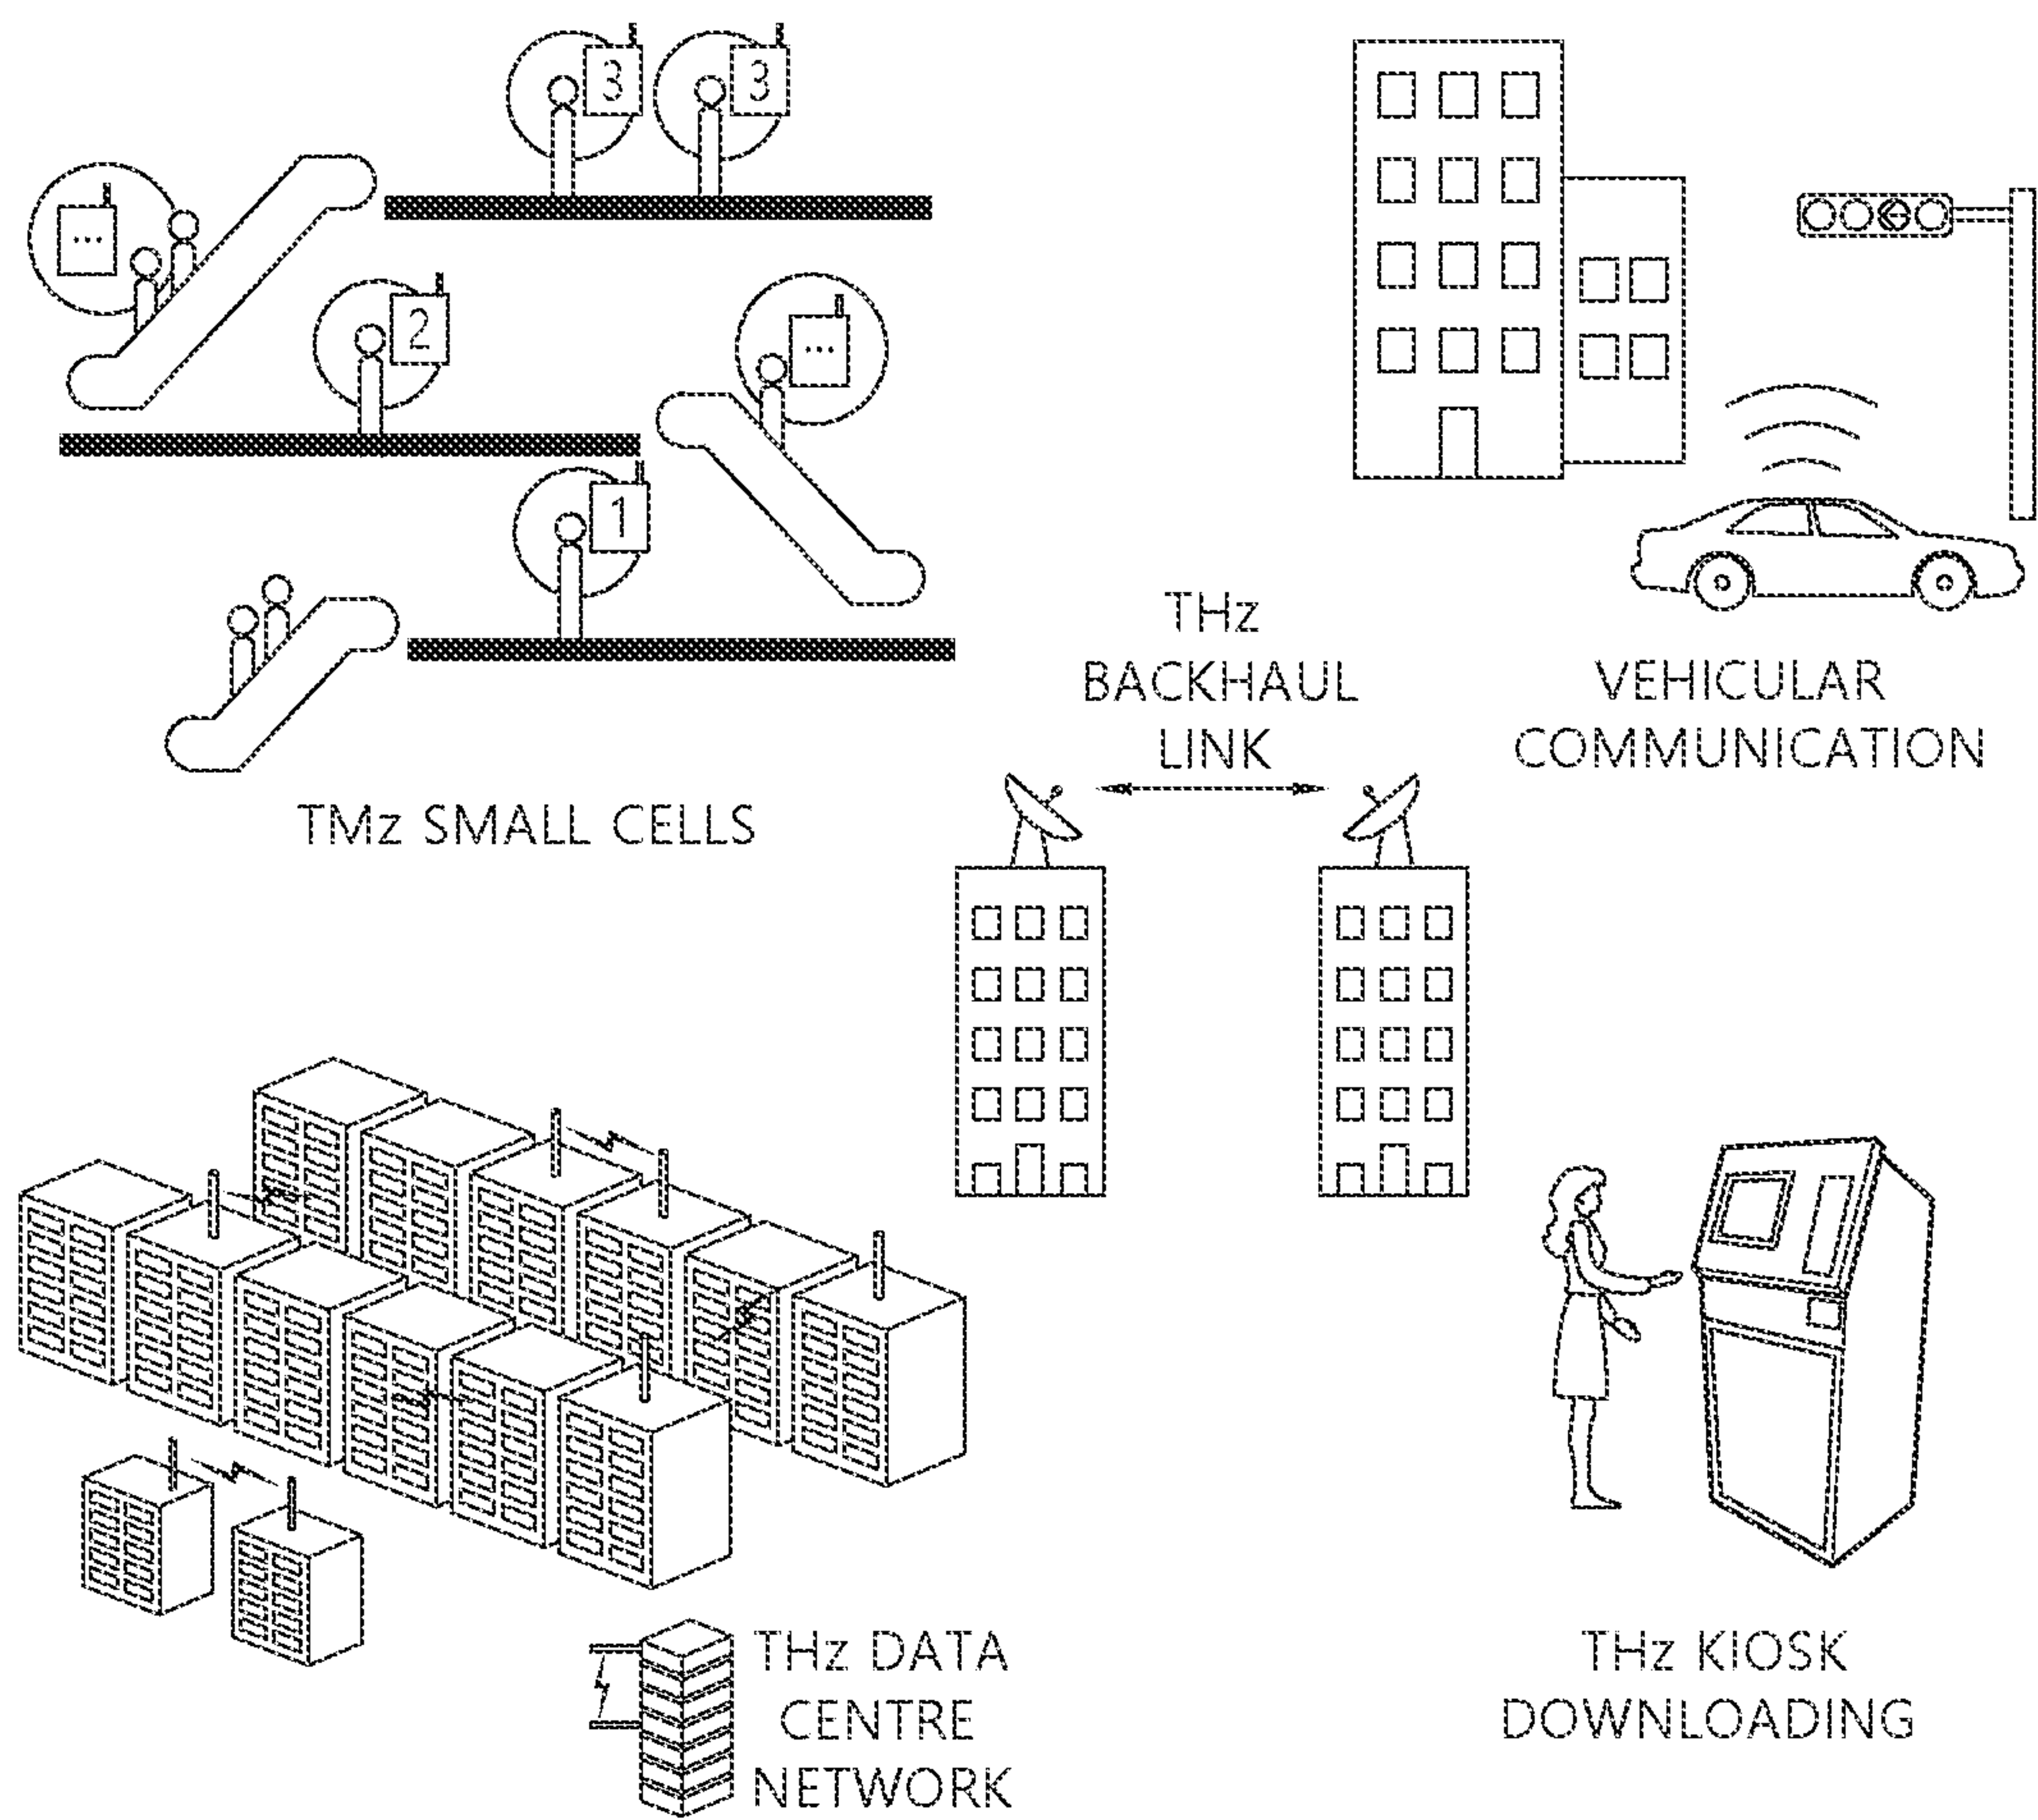 3
3
...
2
...
1
TMz SMALL CELLS
THz
BACKHAUL
LINK
VEHICULAR
COMMUNICATION
THz DATA
CENTRE
NETWORK
THz KIOSK
DOWNLOADING